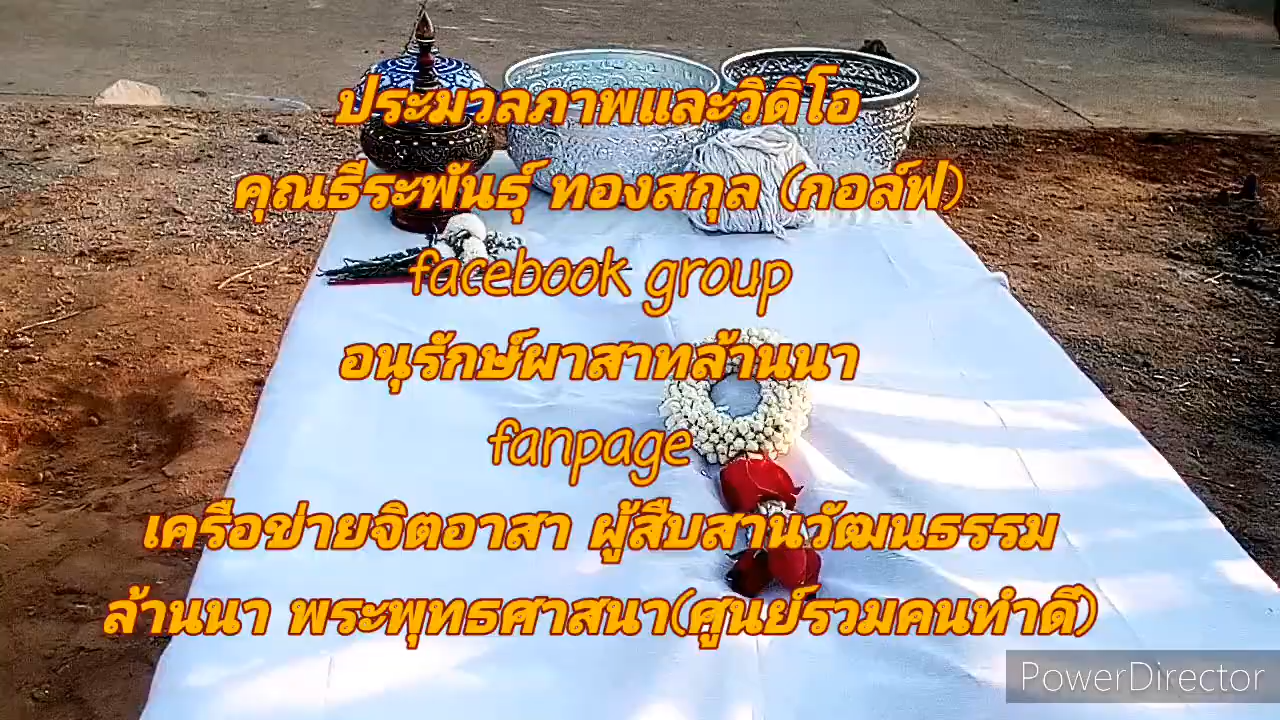 ประมวลภาพและวิดิโอ
คุณธีระพันธุ์ ทองสกุล (กอล์ฟ)
facebook group
อนุรักษ์ผาสาทล้านนา
fanpage
เครือข่ายจิตอาสา ผู้สืบสานวัฒนธรรม
ล้านนา พระพุทธศาสนา(ศูนย์รวมคนทำดี)
PowerDirector